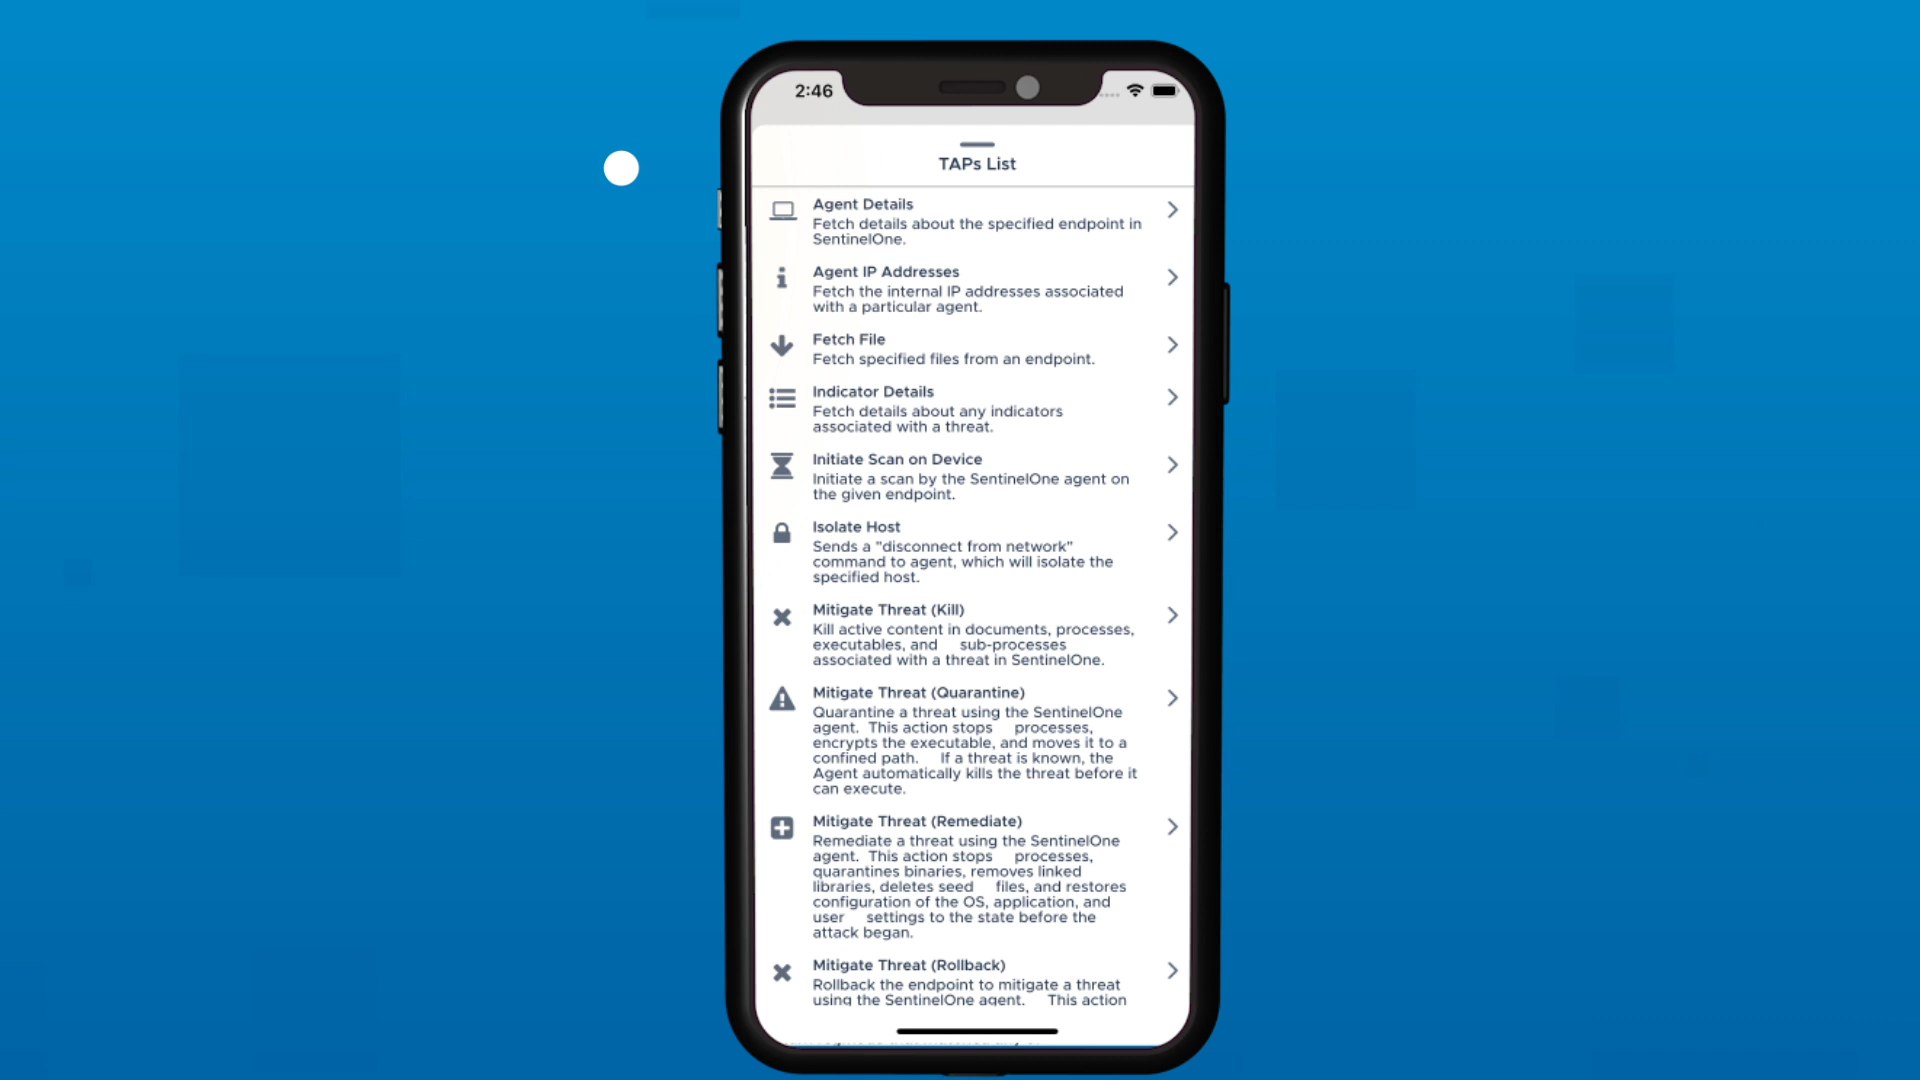 2:46
TAPs List
Agent Details
Fetch details about the specified endpoint in
SentinelOne.
Agent IP Addresses
Fetch the internal IP addresses associated
with a particular agent.
Fetch File
Fetch specified files from an endpoint.
Indicator Details
Fetch details about any indicators
associated with a threat.
Initiate Scan on Device
Initiate a scan by the SentinelOne agent on
the given endpoint.
Isolate Host
Sends a "disconnect from network"
command to agent, which will isolate the
specified host.
Mitigate Threat (Kill)
Kill active content in documents, processes,
executables, and sub-processes
associated with a threat in SentinelOne.
Mitigate Threat (Quarantine)
Quarantine a threat using the SentinelOne
agent. This action stops processes,
encrypts the executable, and moves it to a
confined path. If a threat is known, the
Agent automatically kills the threat before it
can execute.
Mitigate Threat (Remediate)
Remediate a threat using the SentinelOne
agent. This action stops processes,
quarantines binaries, removes linked
libraries, deletes seed files, and restores
configuration of the OS, application, and
user settings to the state before the
attack began.
Mitigate Threat (Rollback)
Rollback the endpoint to mitigate a threat
using the SentinelOne agent. This action